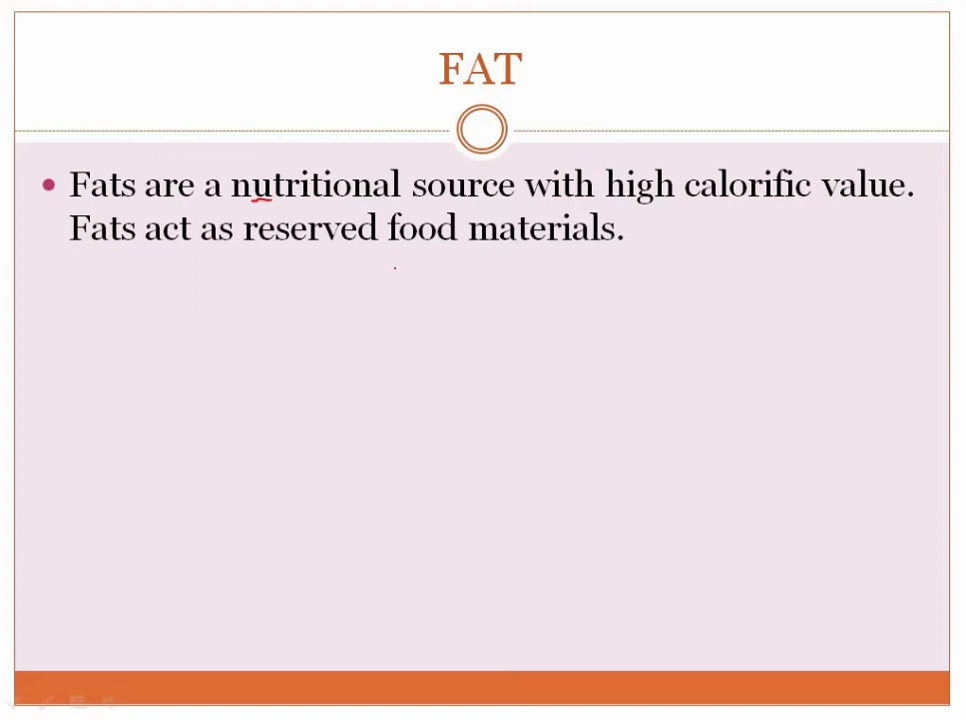 FAT
Fats are a nutritional source with high calorific value.
Fats act as reserved food materials.